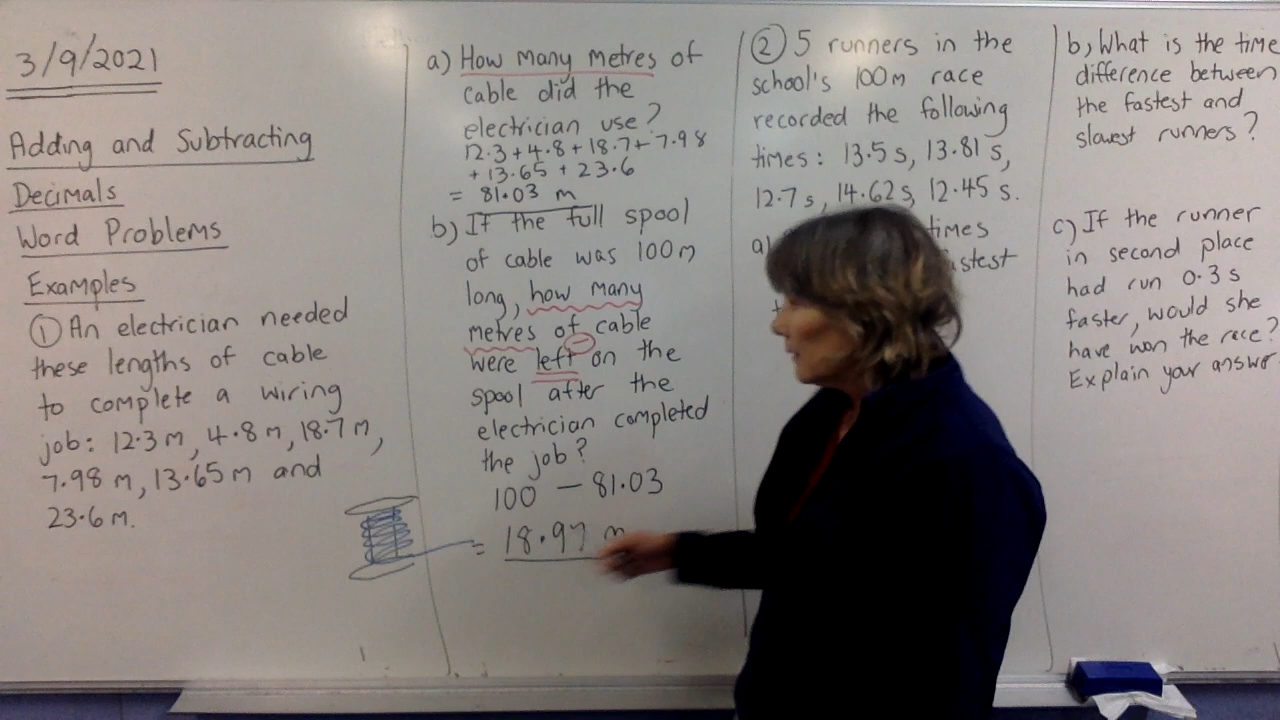 3/9/2021
Adding and Subtracting
Decimals
Word Problems
Examples
① An electrician needed
these lengths of cable
to complete a wiring
job: 12.3 m, 4.8 m, 18.7 m,
7.98 m, 13.65 m and
23.6 m.
a) How many metres of
cable did the
electrician use?
12.3 + 4.8 + 18.7 + 7.98
+ 13.65 + 23.6
= 81.03 m
b) If the full spool
of cable was 100 m
long, how many
metres of cable
−
were left on the
spool after the
electrician completed
the job?
100 − 81.03
= 18.97 m
② 5 runners in the
school's 100m race
recorded the following
times: 13.5 s, 13.81 s,
12.7 s, 14.62 s, 12.45 s.
a) times
b, What is the time
difference between
the fastest and
slowest runners?
c) If the runner
in second place
had run 0.3 s
faster, would she
have won the race?
Explain your answer